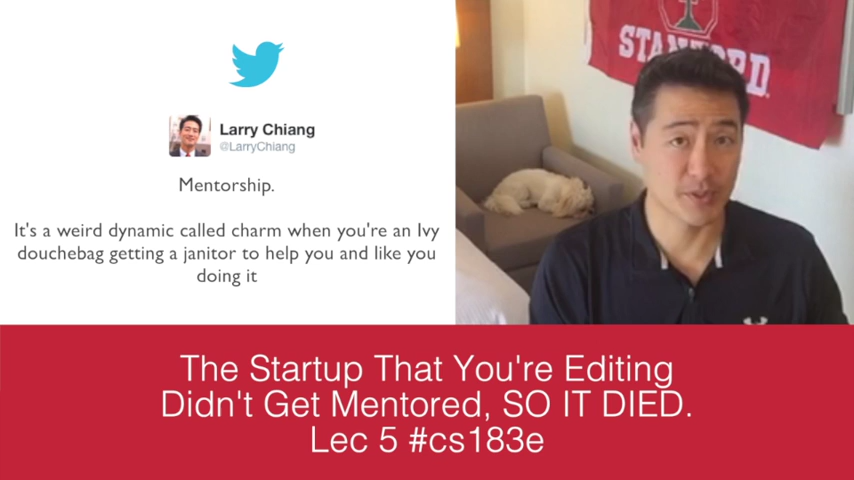 Larry Chiang
@LarryChiang
Mentorship.
It's a weird dynamic called charm when you're an Ivy
douchebag getting a janitor to help you and like you
doing it
STANFORD
The Startup That You're Editing
Didn't Get Mentored, SO IT DIED.
Lec 5 #cs183e